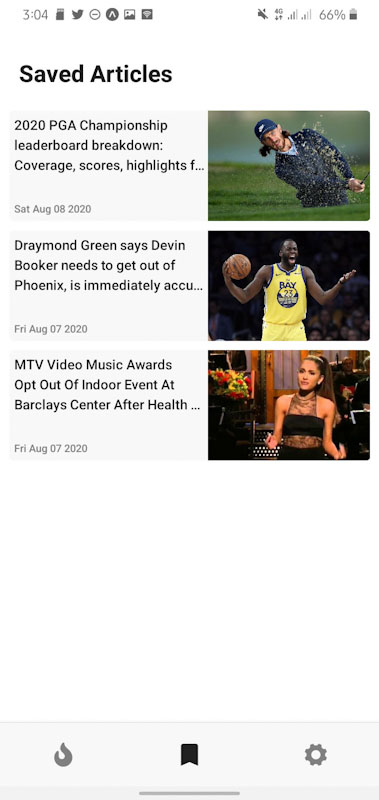 3:04
4G
66%
Saved Articles
2020 PGA Championship
leaderboard breakdown:
Coverage, scores, highlights f...
Sat Aug 08 2020
Draymond Green says Devin
Booker needs to get out of
Phoenix, is immediately accu...
Fri Aug 07 2020
BAY
23
MTV Video Music Awards
Opt Out Of Indoor Event At
Barclays Center After Health ...
Fri Aug 07 2020